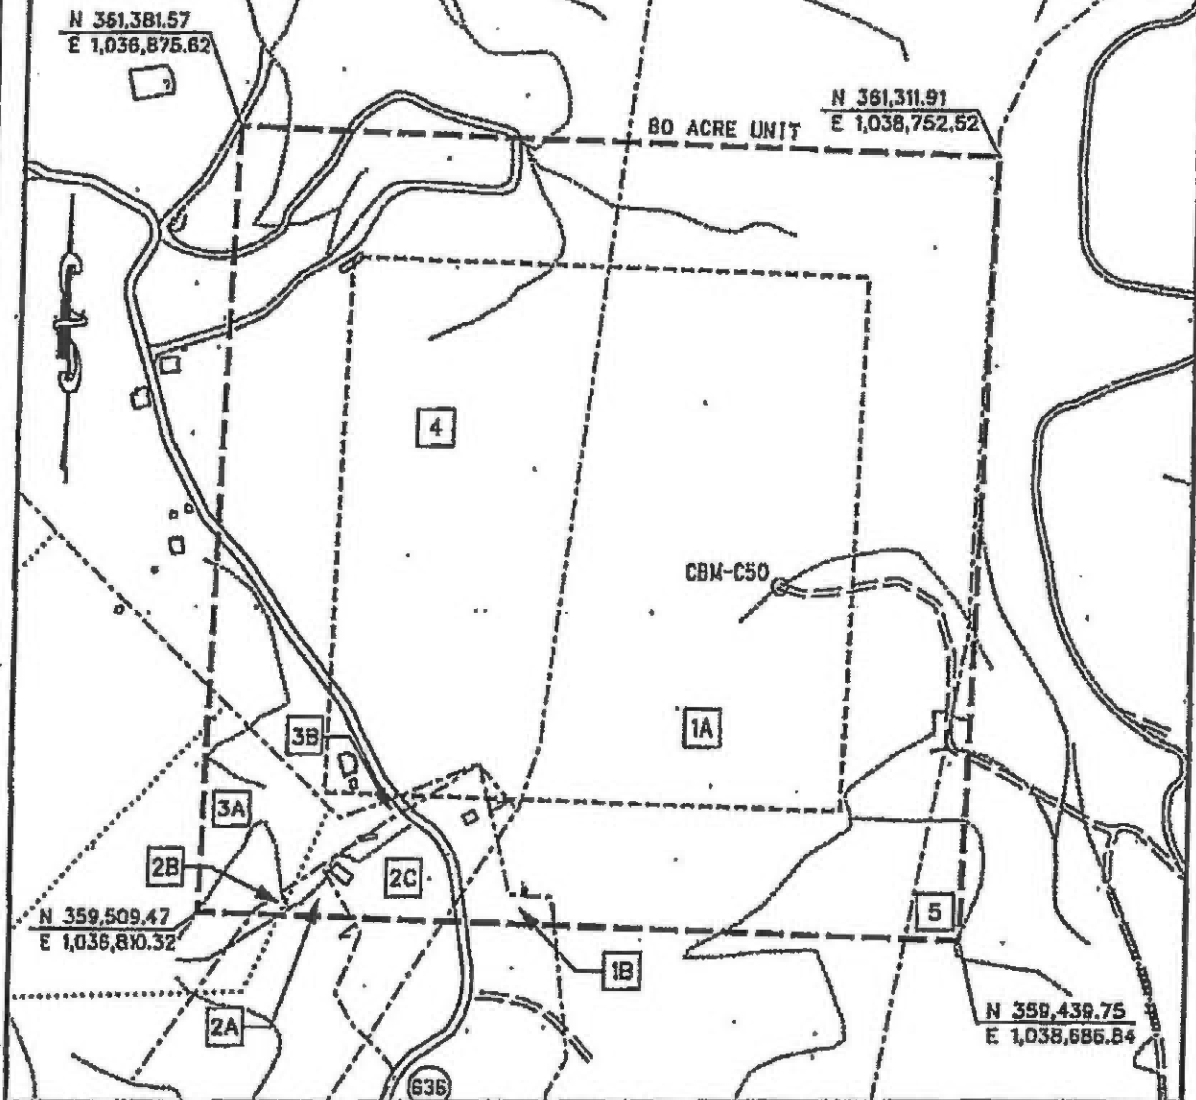 N 361,381.57
E 1,036,875.62
?
N 361,311.91
E 1,038,752.52
80 ACRE UNIT
4
CBM-C50
3B
1A
3A
2B
2C
5
N 359,509.47
E 1,036,810.32
1B
2A
N 359,439.75
E 1,038,686.84
636